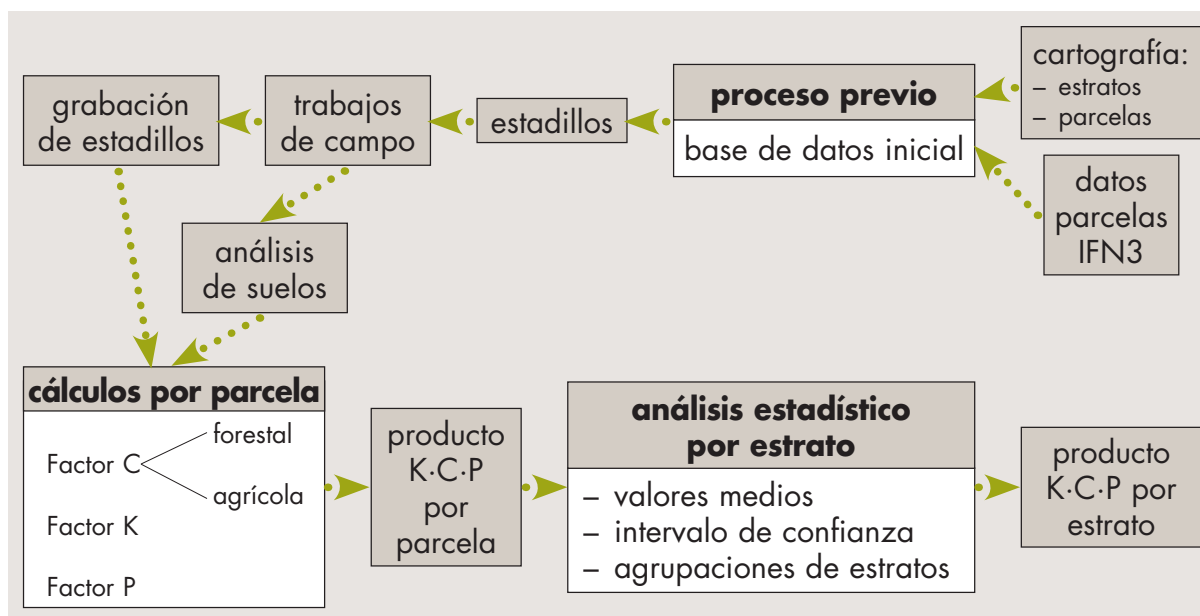 grabación
de estadillos
trabajos
de campo
estadillos
proceso previo
base de datos inicial
cartografía:
– estratos
– parcelas
datos
parcelas
IFN3
análisis
de suelos
cálculos por parcela
forestal
Factor C
agrícola
Factor K
Factor P
producto
K·C·P
por
parcela
análisis estadístico
por estrato
– valores medios
– intervalo de confianza
– agrupaciones de estratos
producto
K·C·P por
estrato